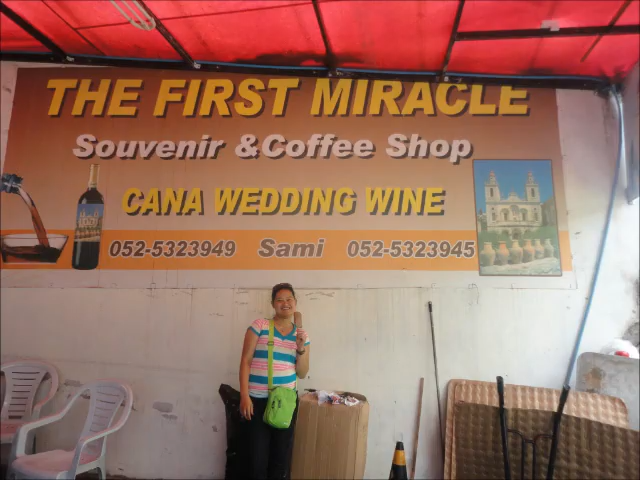 THE FIRST MIRACLE
Souvenir & Coffee Shop
CANA WEDDING WINE
052-5323949 Sami 052-5323945